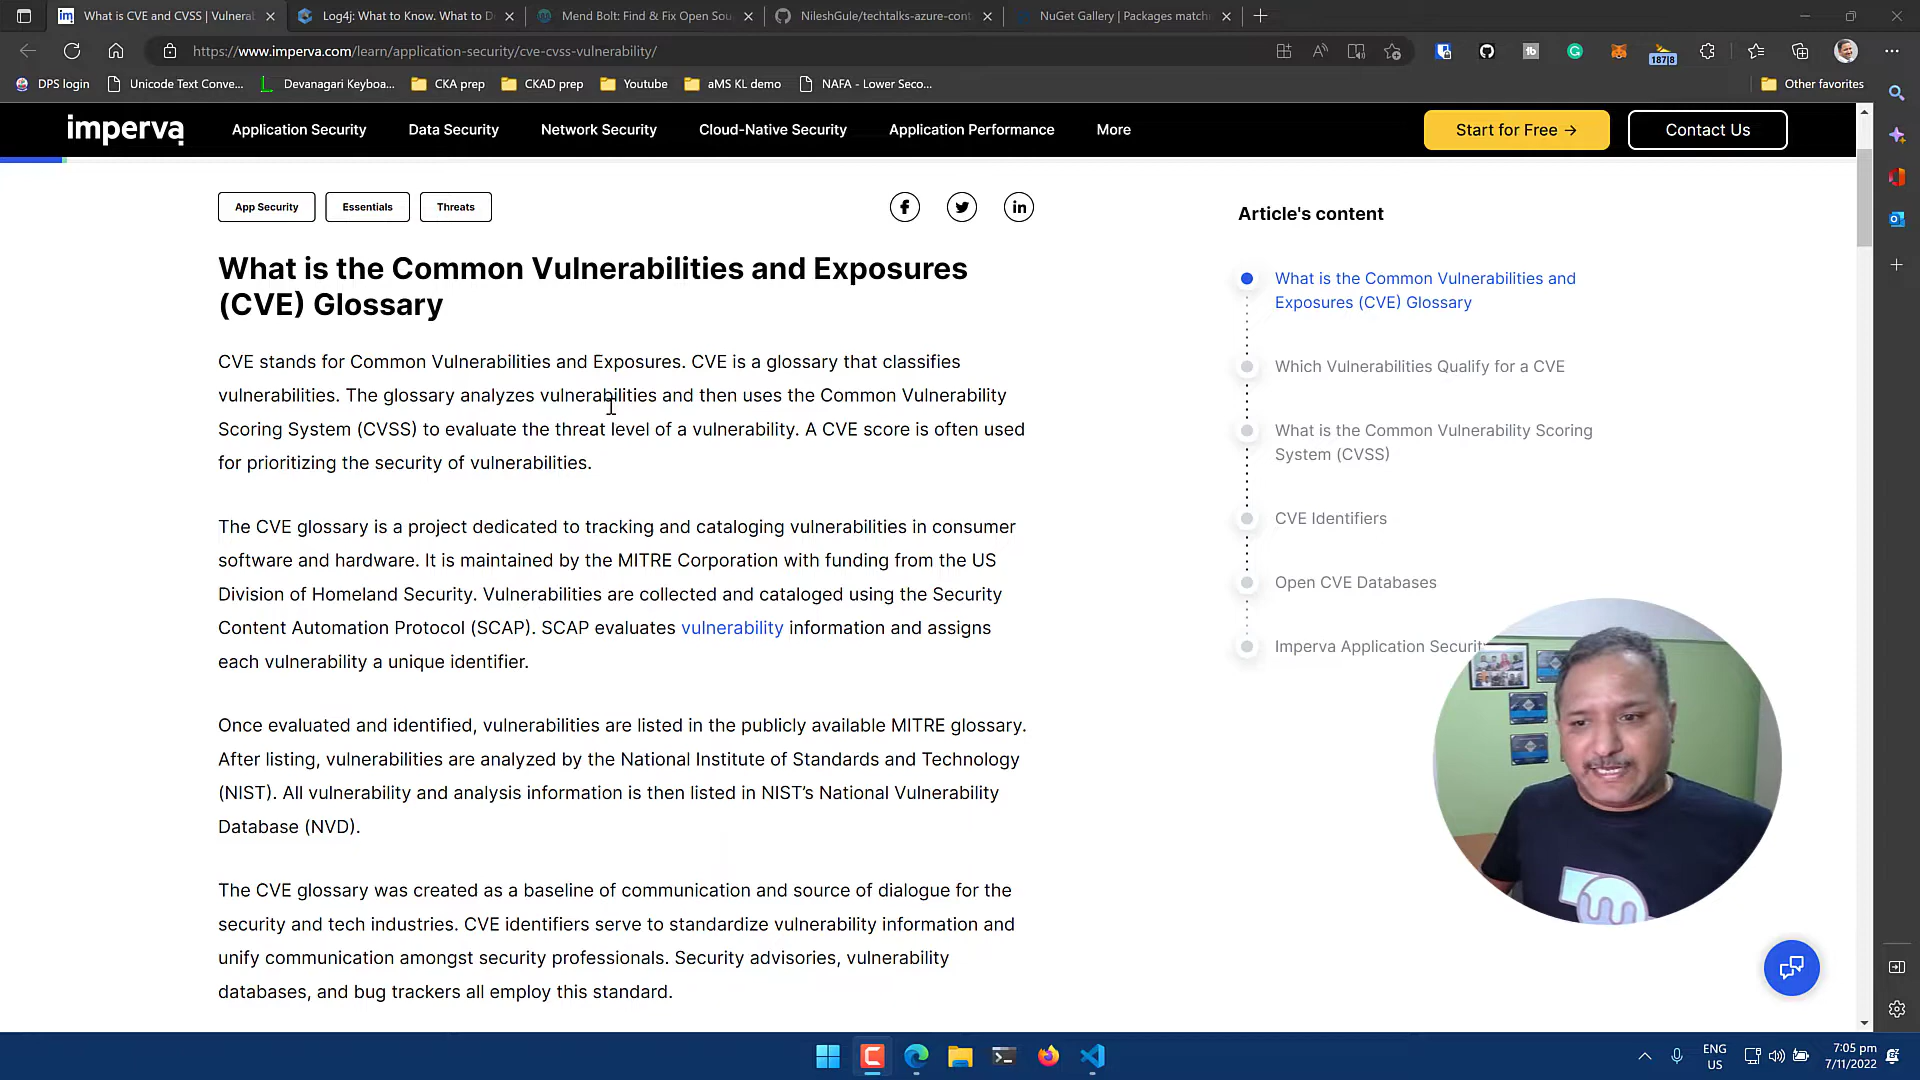 What is CVE and CVSS | Vulnera
Log4j: What to Know. What to D
Mend Bolt: Find & Fix Open Sou
NileshGule/techtalks-azure-cont
NuGet Gallery | Packages match
https://www.imperva.com/learn/application-security/cve-cvss-vulnerability/
187|8
DPS login
Unicode Text Conve...
Devanagari Keyboa...
CKA prep
CKAD prep
Youtube
aMS KL demo
NAFA - Lower Seco...
Other favorites
imperva
Application Security
Data Security
Network Security
Cloud-Native Security
Application Performance
More
Start for Free →
Contact Us
App Security
Essentials
Threats
What is the Common Vulnerabilities and Exposures
(CVE) Glossary
CVE stands for Common Vulnerabilities and Exposures. CVE is a glossary that classifies
vulnerabilities. The glossary analyzes vulnerabilities and then uses the Common Vulnerability
Scoring System (CVSS) to evaluate the threat level of a vulnerability. A CVE score is often used
for prioritizing the security of vulnerabilities.
The CVE glossary is a project dedicated to tracking and cataloging vulnerabilities in consumer
software and hardware. It is maintained by the MITRE Corporation with funding from the US
Division of Homeland Security. Vulnerabilities are collected and cataloged using the Security
Content Automation Protocol (SCAP). SCAP evaluates vulnerability information and assigns
each vulnerability a unique identifier.
Once evaluated and identified, vulnerabilities are listed in the publicly available MITRE glossary.
After listing, vulnerabilities are analyzed by the National Institute of Standards and Technology
(NIST). All vulnerability and analysis information is then listed in NIST's National Vulnerability
Database (NVD).
The CVE glossary was created as a baseline of communication and source of dialogue for the
security and tech industries. CVE identifiers serve to standardize vulnerability information and
unify communication amongst security professionals. Security advisories, vulnerability
databases, and bug trackers all employ this standard.
Article's content
What is the Common Vulnerabilities and
Exposures (CVE) Glossary
Which Vulnerabilities Qualify for a CVE
What is the Common Vulnerability Scoring
System (CVSS)
CVE Identifiers
Open CVE Databases
Imperva Application Securit
ENG
US
7:05 pm
7/11/2022